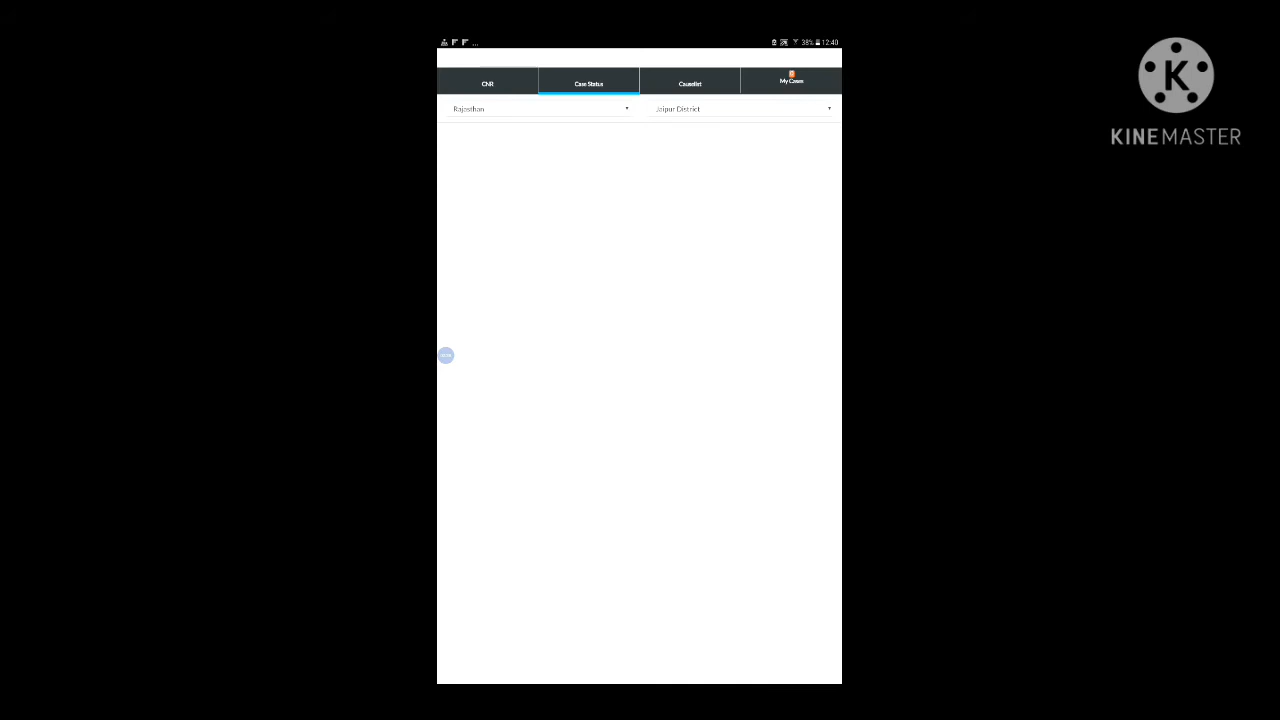 ... 38% 12:40
CNR Case Status Causelist My Cases
Rajasthan Jaipur District
K
KINEMASTER